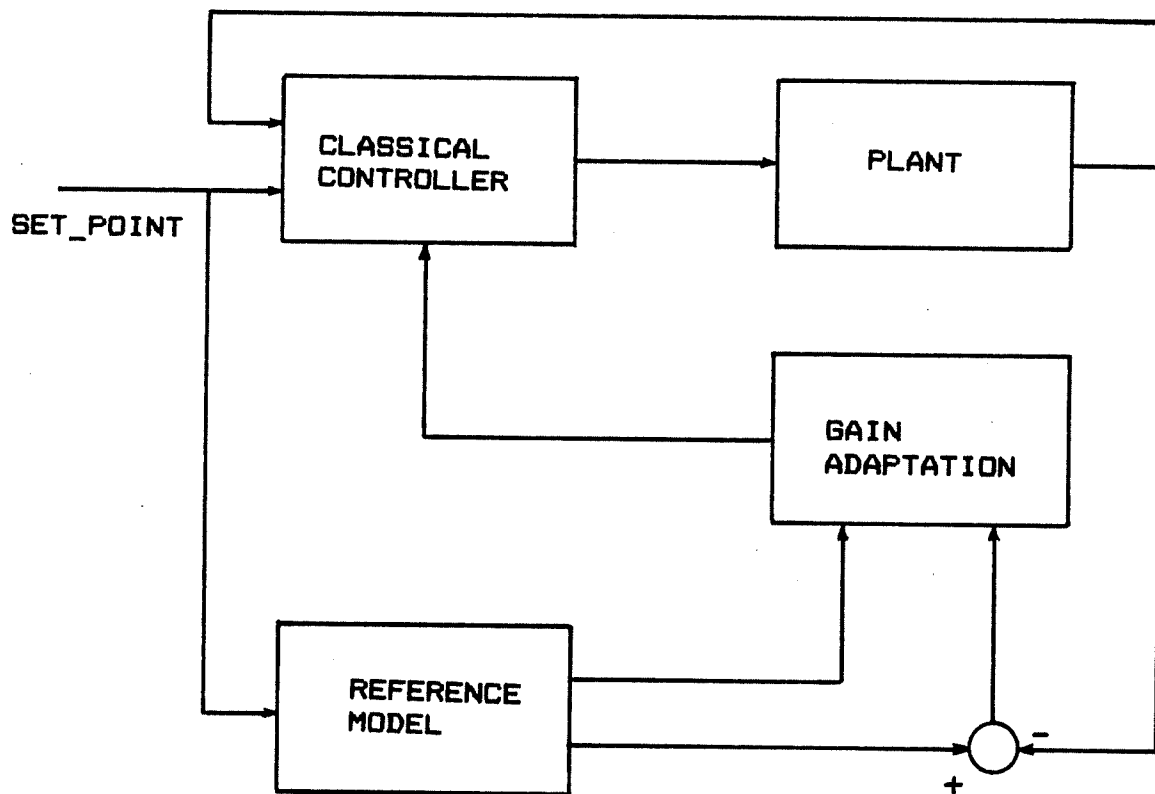 CLASSICAL
CONTROLLER
PLANT
SET_POINT
GAIN
ADAPTATION
REFERENCE
MODEL
-
+